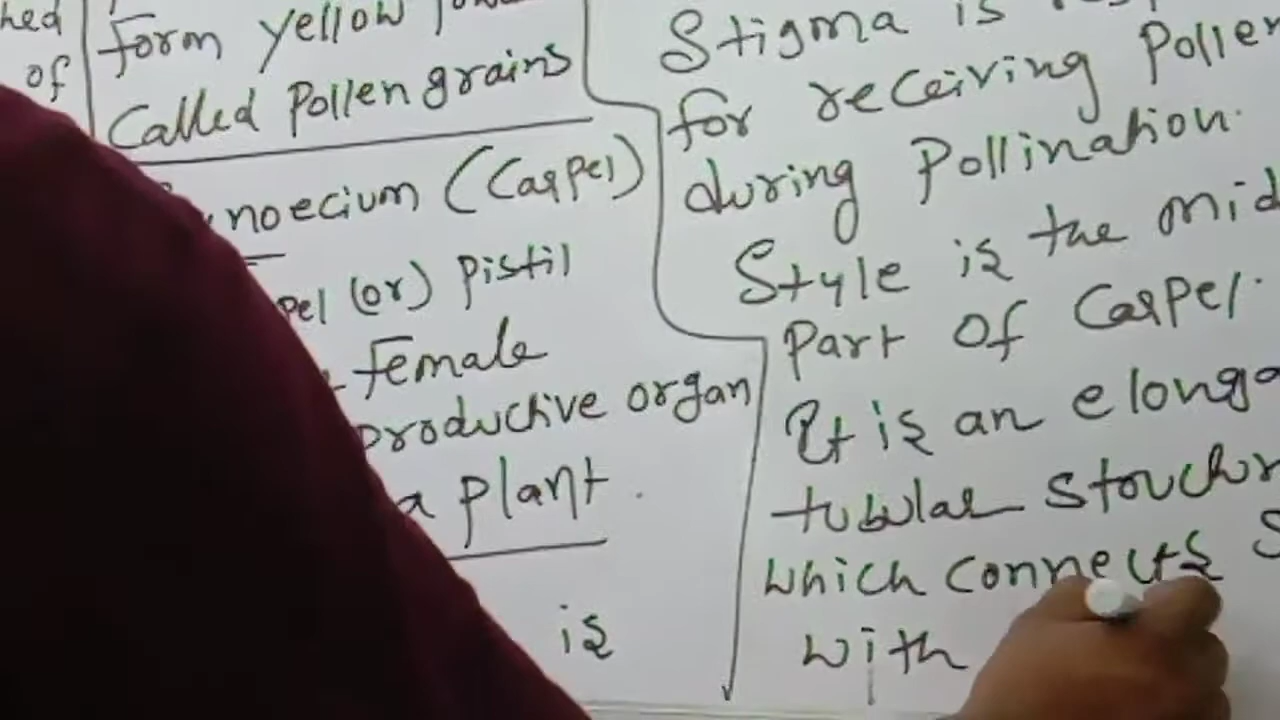 of
form yellow
Called Pollen grains
noecium (Carpel)
pel (or) Pistil
Female
productive organ
a plant.
is
Stigma is
for receiving Pollen
during Pollination.
Style is the mid
Part of Carpel.
It is an elonga
tubular structur
which connects S
with